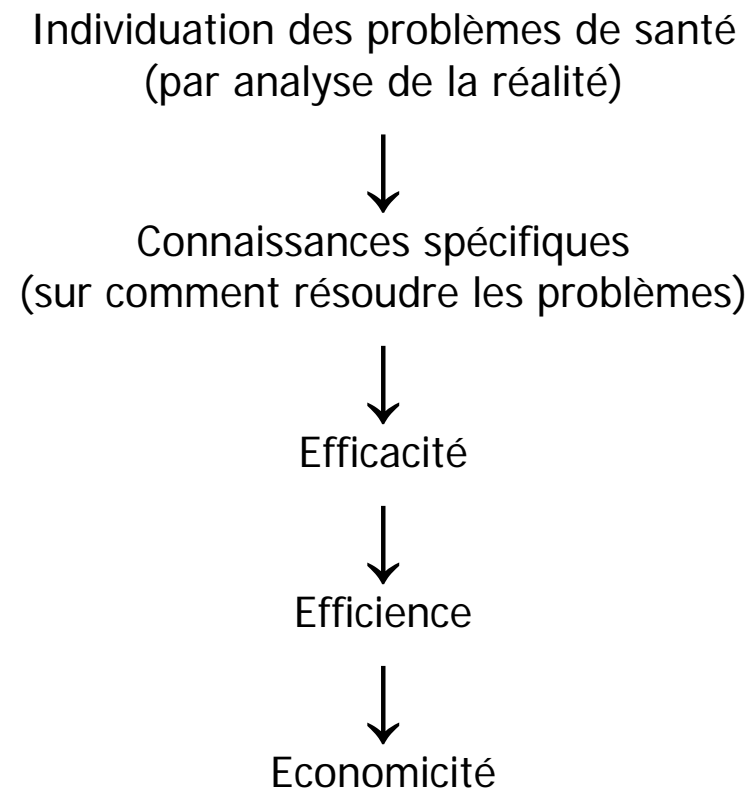 Individuation des problèmes de santé
(par analyse de la réalité)
Connaissances spécifiques
(sur comment résoudre les problèmes)
Efficacité
Efficience
Economicité